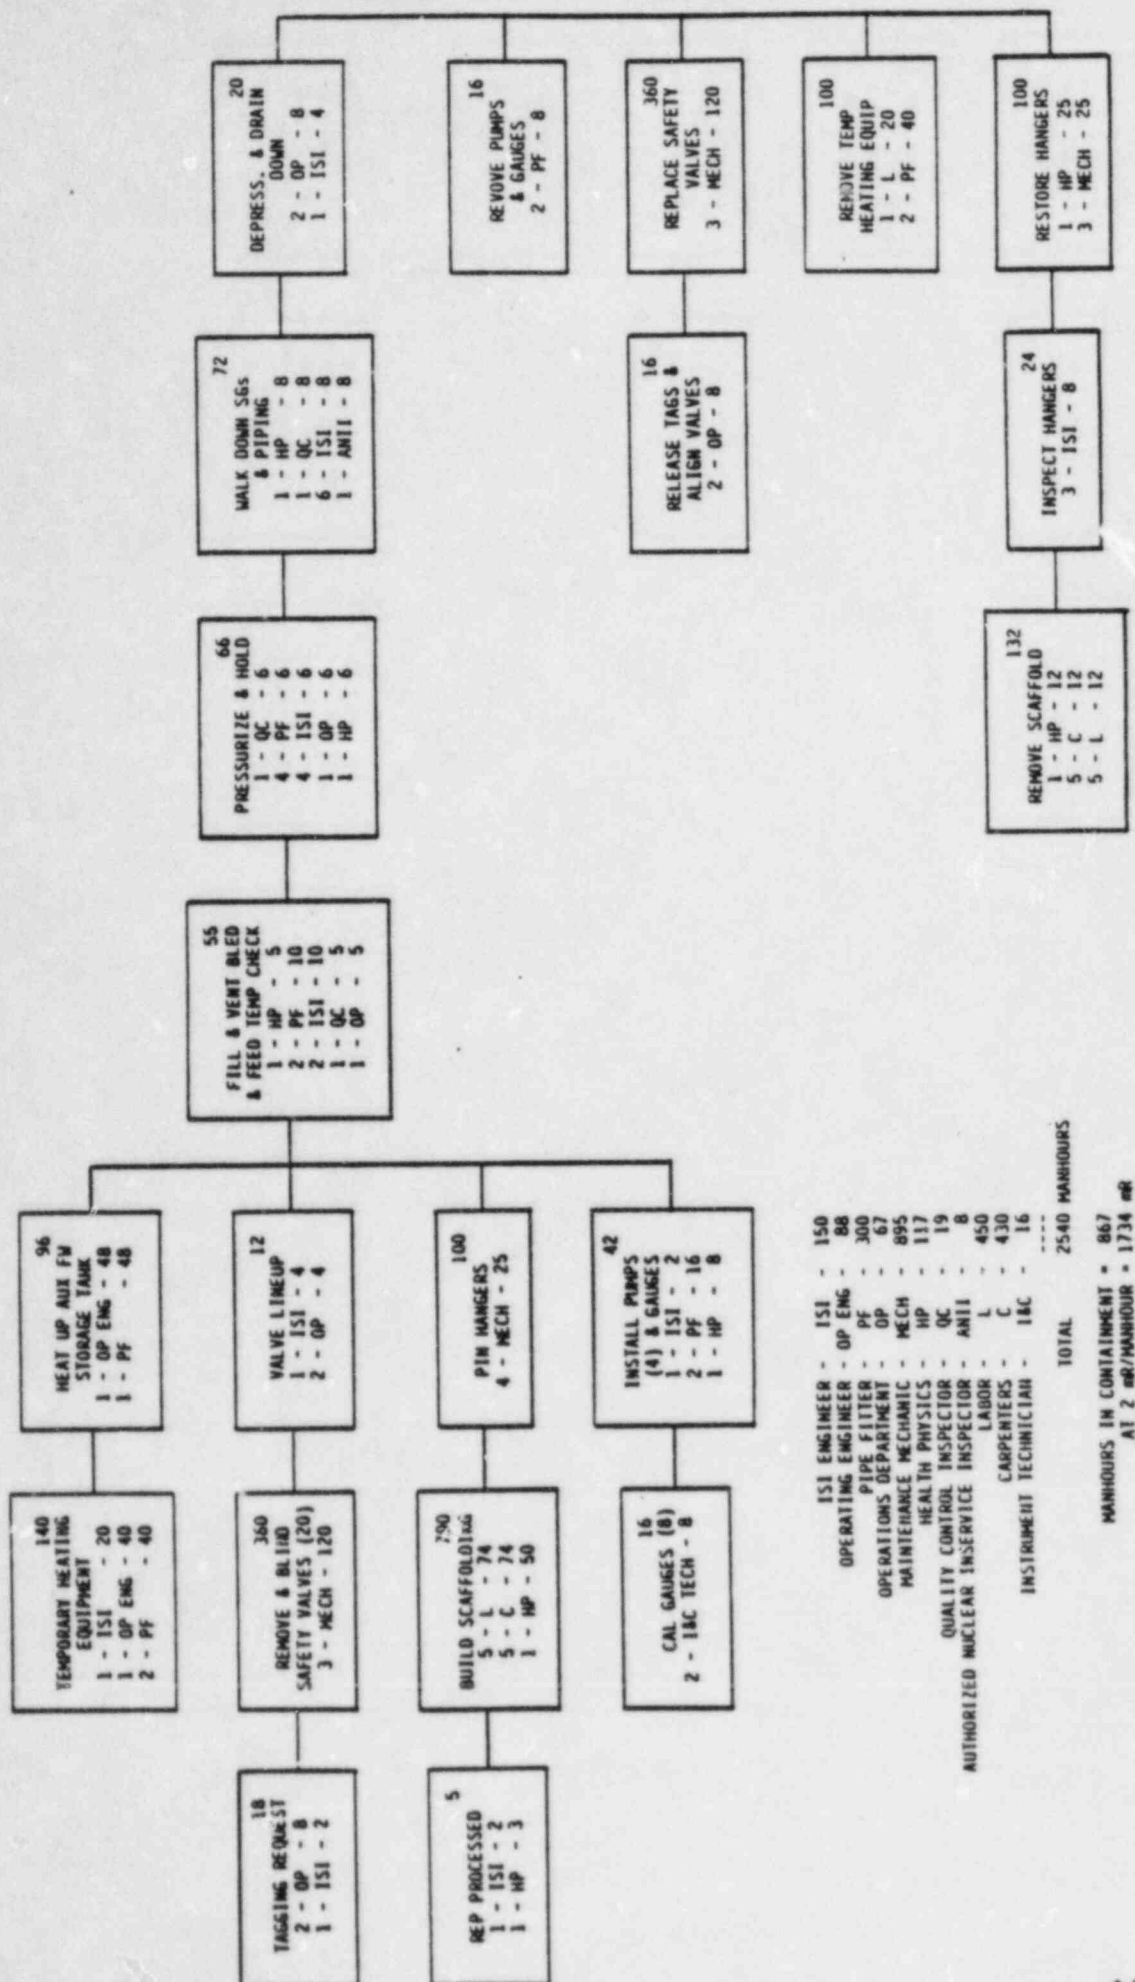 TAGGING REQUEST 18
2 - OP - 8
1 - ISI - 2
REP PROCESSED 5
1 - ISI - 2
1 - HP - 3
140
TEMPORARY HEATING
EQUIPMENT
1 - ISI - 20
1 - OP ENG - 40
2 - PF - 40
360
REMOVE & BLIND
SAFETY VALVES (20)
3 - MECH - 120
790
BUILD SCAFFOLDING
5 - L - 74
5 - C - 74
1 - HP - 50
16
CAL GAUGES (8)
2 - I&C TECH - 8
96
HEAT UP AUX FW
STORAGE TANK
1 - OP ENG - 48
1 - PF - 48
12
VALVE LINEUP
1 - ISI - 4
2 - OP - 4
100
PIN HANGERS
4 - MECH - 25
42
INSTALL PUMPS
(4) & GAUGES
1 - ISI - 2
2 - PF - 16
1 - HP - 8
55
FILL & VENT BLED
& FEED TEMP CHECK
1 - HP - 5
2 - PF - 10
2 - ISI - 10
1 - QC - 5
1 - OP - 5
66
PRESSURIZE & HOLD
1 - QC - 6
4 - PF - 6
4 - ISI - 6
1 - OP - 6
1 - HP - 6
72
WALK DOWN SGs
& PIPING
1 - HP - 8
1 - QC - 8
6 - ISI - 8
1 - ANII - 8
20
DEPRESS. & DRAIN
DOWN
2 - OP - 8
1 - ISI - 4
16
REVOVE PUMPS
& GAUGES
2 - PF - 8
360
REPLACE SAFETY
VALVES
3 - MECH - 120
16
RELEASE TAGS &
ALIGN VALVES
2 - OP - 8
100
REMOVE TEMP
HEATING EQUIP
1 - L - 20
2 - PF - 40
100
RESTORE HANGERS
1 - HP - 25
3 - MECH - 25
24
INSPECT HANGERS
3 - ISI - 8
132
REMOVE SCAFFOLD
1 - HP - 12
5 - C - 12
5 - L - 12
ISI ENGINEER - ISI - 150
OPERATING ENGINEER - OP ENG - 88
PIPE FITTER - PF - 300
OPERATIONS DEPARTMENT - OP - 67
MAINTENANCE MECHANIC - MECH - 895
HEALTH PHYSICS - HP - 117
QUALITY CONTROL INSPECTOR - QC - 19
AUTHORIZED NUCLEAR INSERVICE INSPECTOR - ANII - 8
LABOR - L - 450
CARPENTERS - C - 430
INSTRUMENT TECHNICIAN - I&C - 16
----
TOTAL 2540 MANHOURS
MANHOURS IN CONTAINMENT = 867
AT 2 mR/MANHOUR = 1734 mR